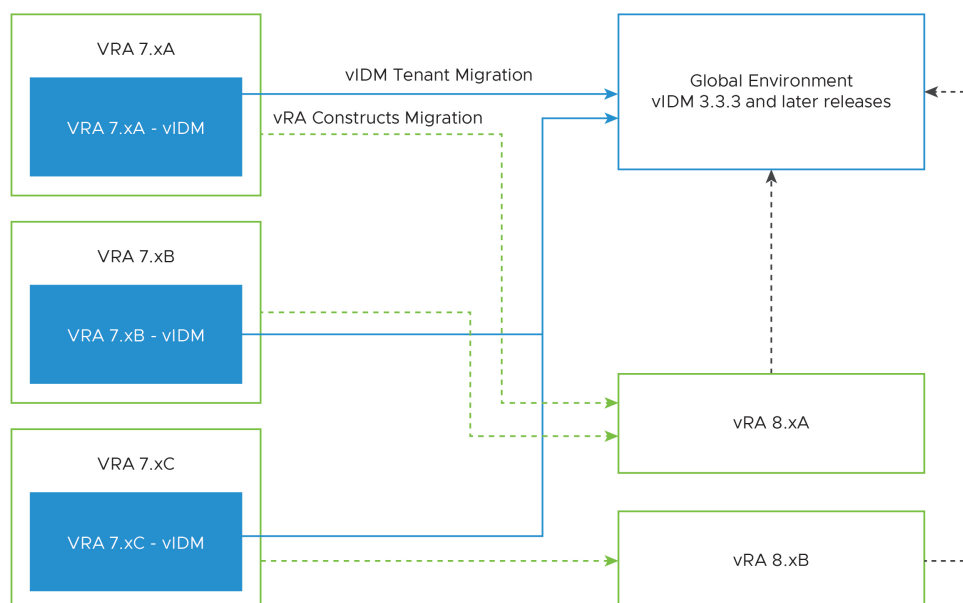 VRA 7.xA
VRA 7.xA - vIDM
vIDM Tenant Migration
vRA Constructs Migration
Global Environment
vIDM 3.3.3 and later releases
VRA 7.xB
VRA 7.xB - vIDM
vRA 8.xA
VRA 7.xC
VRA 7.xC - vIDM
vRA 8.xB